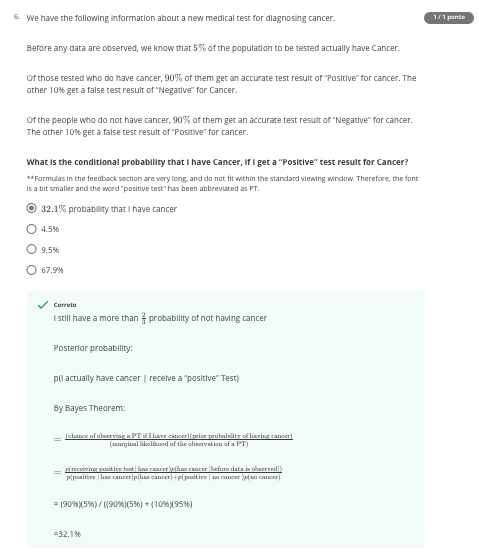 6. We have the following information about a new medical test for diagnosing cancer.
1 / 1 ponto
Before any data are observed, we know that 5% of the population to be tested actually have Cancer.
Of those tested who do have cancer, 90% of them get an accurate test result of "Positive" for cancer. The
other 10% get a false test result of "Negative" for Cancer.
Of the people who do not have cancer, 90% of them get an accurate test result of "Negative" for cancer.
The other 10% get a false test result of "Positive" for cancer.
What is the conditional probability that I have Cancer, if I get a "Positive" test result for Cancer?
**Formulas in the feedback section are very long, and do not fit within the standard viewing window. Therefore, the font
is a bit smaller and the word "positive test" has been abbreviated as PT.
32.1% probability that I have cancer
4.5%
9.5%
67.9%
Correto
I still have a more than 2/3 probability of not having cancer
Posterior probability:
p(I actually have cancer | receive a "positive" Test)
By Bayes Theorem:
= (chance of observing a PT if I have cancer)(prior probability of having cancer)
(marginal likelihood of the observation of a PT)
= p(receiving positive test| has cancer)p(has cancer [before data is observed])
p(positive | has cancer)p(has cancer)+p(positive | no cancer )p(no cancer)
= (90%)(5%) / ((90%)(5%) + (10%)(95%)
=32.1%